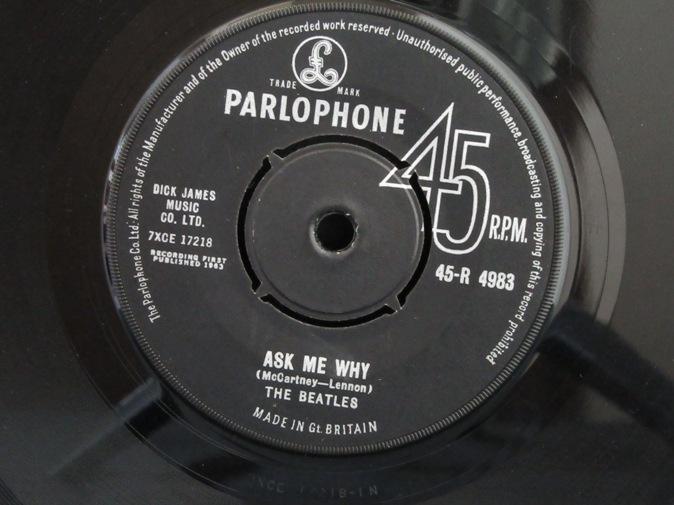 The Parlophone Co. Ltd. All rights of the Manufacturer and of the Owner of the recorded work reserved · Unauthorised public performance, broadcasting and copying of this record prohibited
£
TRADE MARK
PARLOPHONE
45 R.P.M.
DICK JAMES
MUSIC
CO. LTD.
7XCE 17218
RECORDING FIRST
PUBLISHED 1963
45-R 4983
ASK ME WHY
(McCartney—Lennon)
THE BEATLES
MADE IN Gt. BRITAIN